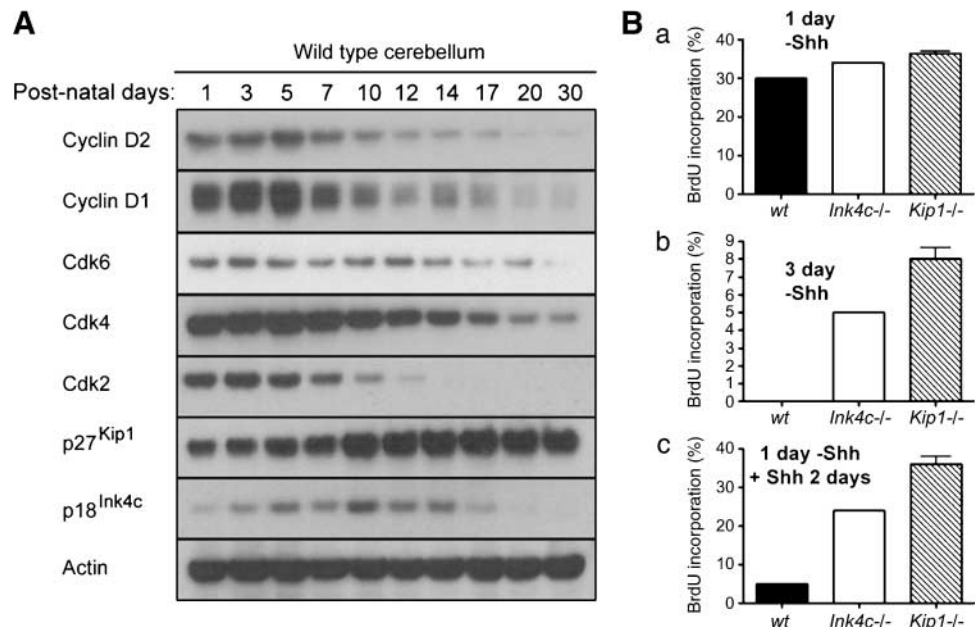 A
Wild type cerebellum
Post-natal days: 1 3 5 7 10 12 14 17 20 30
Cyclin D2
Cyclin D1
Cdk6
Cdk4
Cdk2
p27Kip1
p18Ink4c
Actin
B
a
1 day
-Shh
BrdU incorporation (%)
40
30
20
10
0
wt Ink4c-/- Kip1-/-
b
3 day
-Shh
BrdU incorporation (%)
9
8
7
6
5
5
4
3
2
1
0
wt Ink4c-/- Kip1-/-
c
1 day -Shh
+ Shh 2 days
BrdU incorporation (%)
40
30
20
10
0
wt Ink4c-/- Kip1-/-